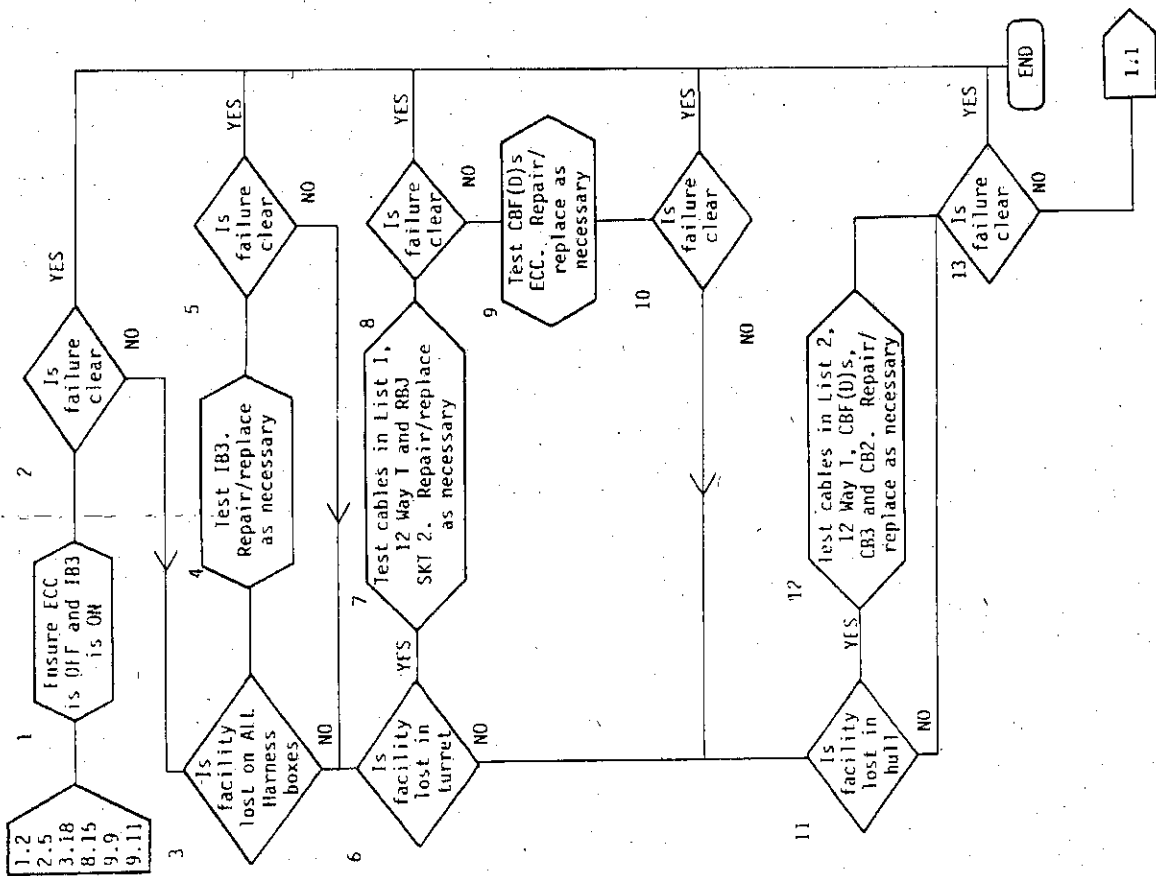 1.2
2.5
3.18
8.15
9.9
9.11
1
Ensure ECC
is OFF and IB3
is ON
2
Is
failure
clear
YES
NO
3
Is
facility
lost on ALL
Harness
boxes
NO
4
Test IB3.
Repair/replace
as necessary
5
Is
failure
clear
YES
NO
6
Is
facility
lost in
turret
YES
NO
7
Test cables in List 1,
12 Way T and RBJ
SKT 2. Repair/replace
as necessary
8
Is
failure
clear
YES
NO
9
Test CBF(D)s
ECC. Repair/
replace as
necessary
10
Is
failure
clear
YES
NO
11
Is
facility
lost in
hull
YES
NO
12
Test cables in List 2,
12 Way T, CBF(D)s,
CB3 and CB2. Repair/
replace as necessary
13
Is
failure
clear
YES
NO
END
1.1